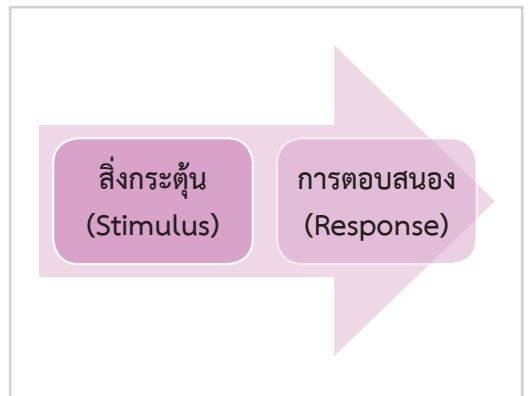 สิ่งกระตุ้น
(Stimulus)
การตอบสนอง
(Response)